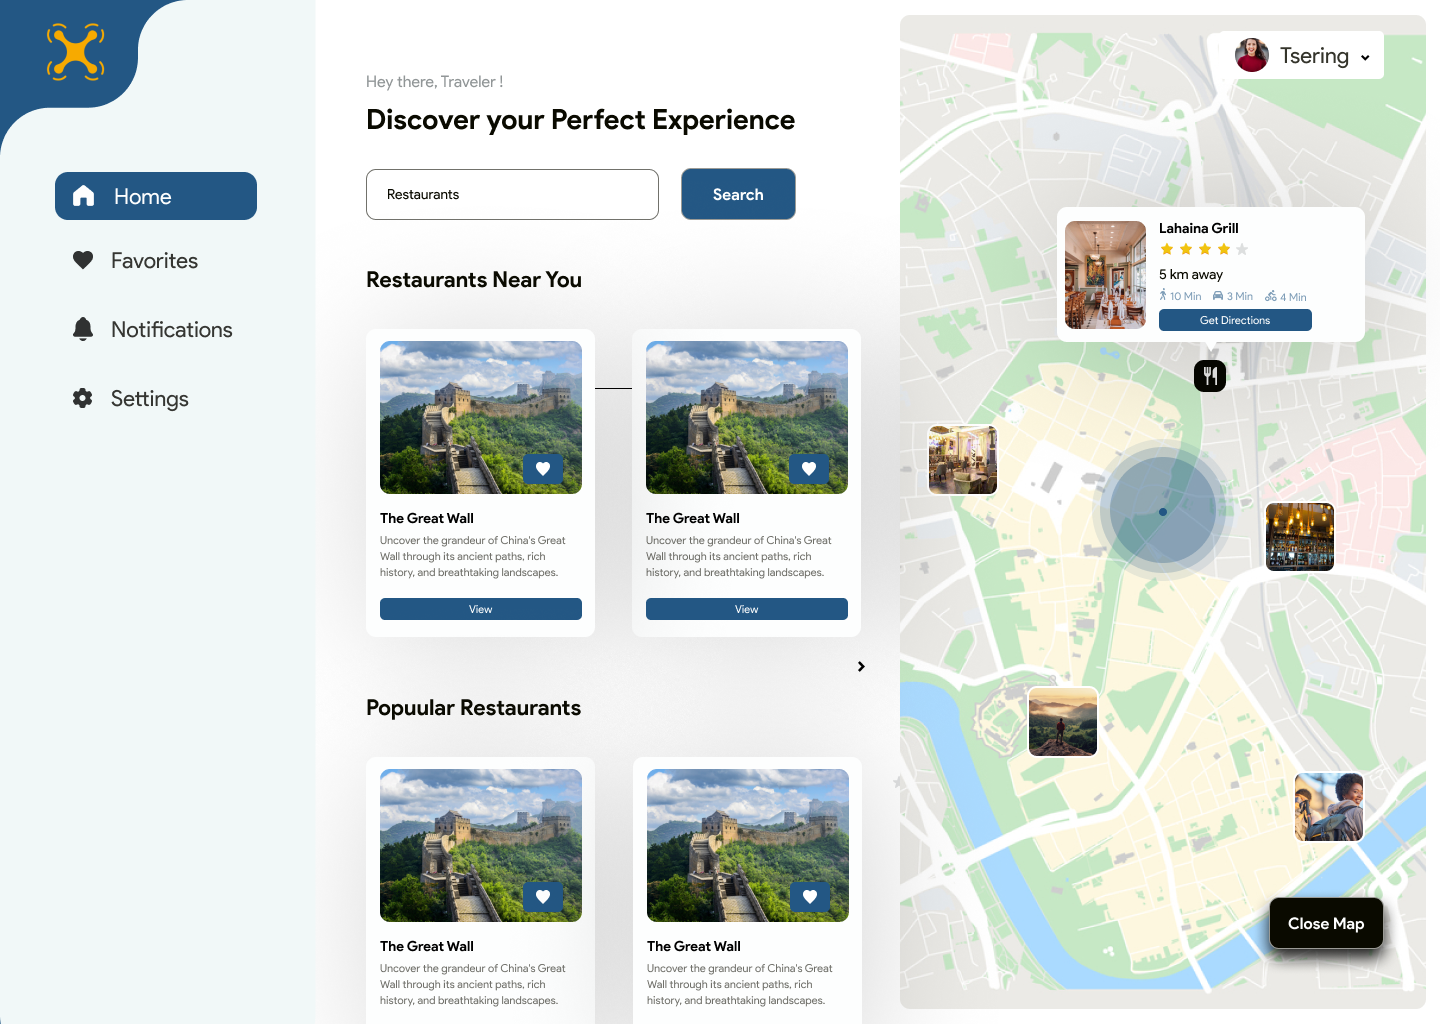 Hey there, Traveler !
Discover your Perfect Experience
Restaurants
Search
Home
Favorites
Notifications
Settings
Restaurants Near You
The Great Wall
Uncover the grandeur of China's Great
Wall through its ancient paths, rich
history, and breathtaking landscapes.
View
The Great Wall
Uncover the grandeur of China's Great
Wall through its ancient paths, rich
history, and breathtaking landscapes.
View
Popuular Restaurants
The Great Wall
Uncover the grandeur of China's Great
Wall through its ancient paths, rich
history, and breathtaking landscapes.
The Great Wall
Uncover the grandeur of China's Great
Wall through its ancient paths, rich
history, and breathtaking landscapes.
Tsering
Lahaina Grill
5 km away
10 Min 3 Min 4 Min
Get Directions
Close Map